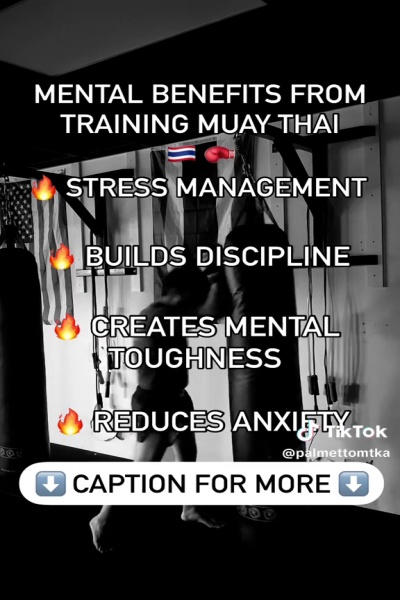 MENTAL BENEFITS FROM
TRAINING MUAY THAI
🇹🇭 🥊
🔥 STRESS MANAGEMENT
🔥 BUILDS DISCIPLINE
🔥 CREATES MENTAL
TOUGHNESS
🔥 REDUCES ANXIETY
TikTok
@palmettomtka
⬇️ CAPTION FOR MORE ⬇️